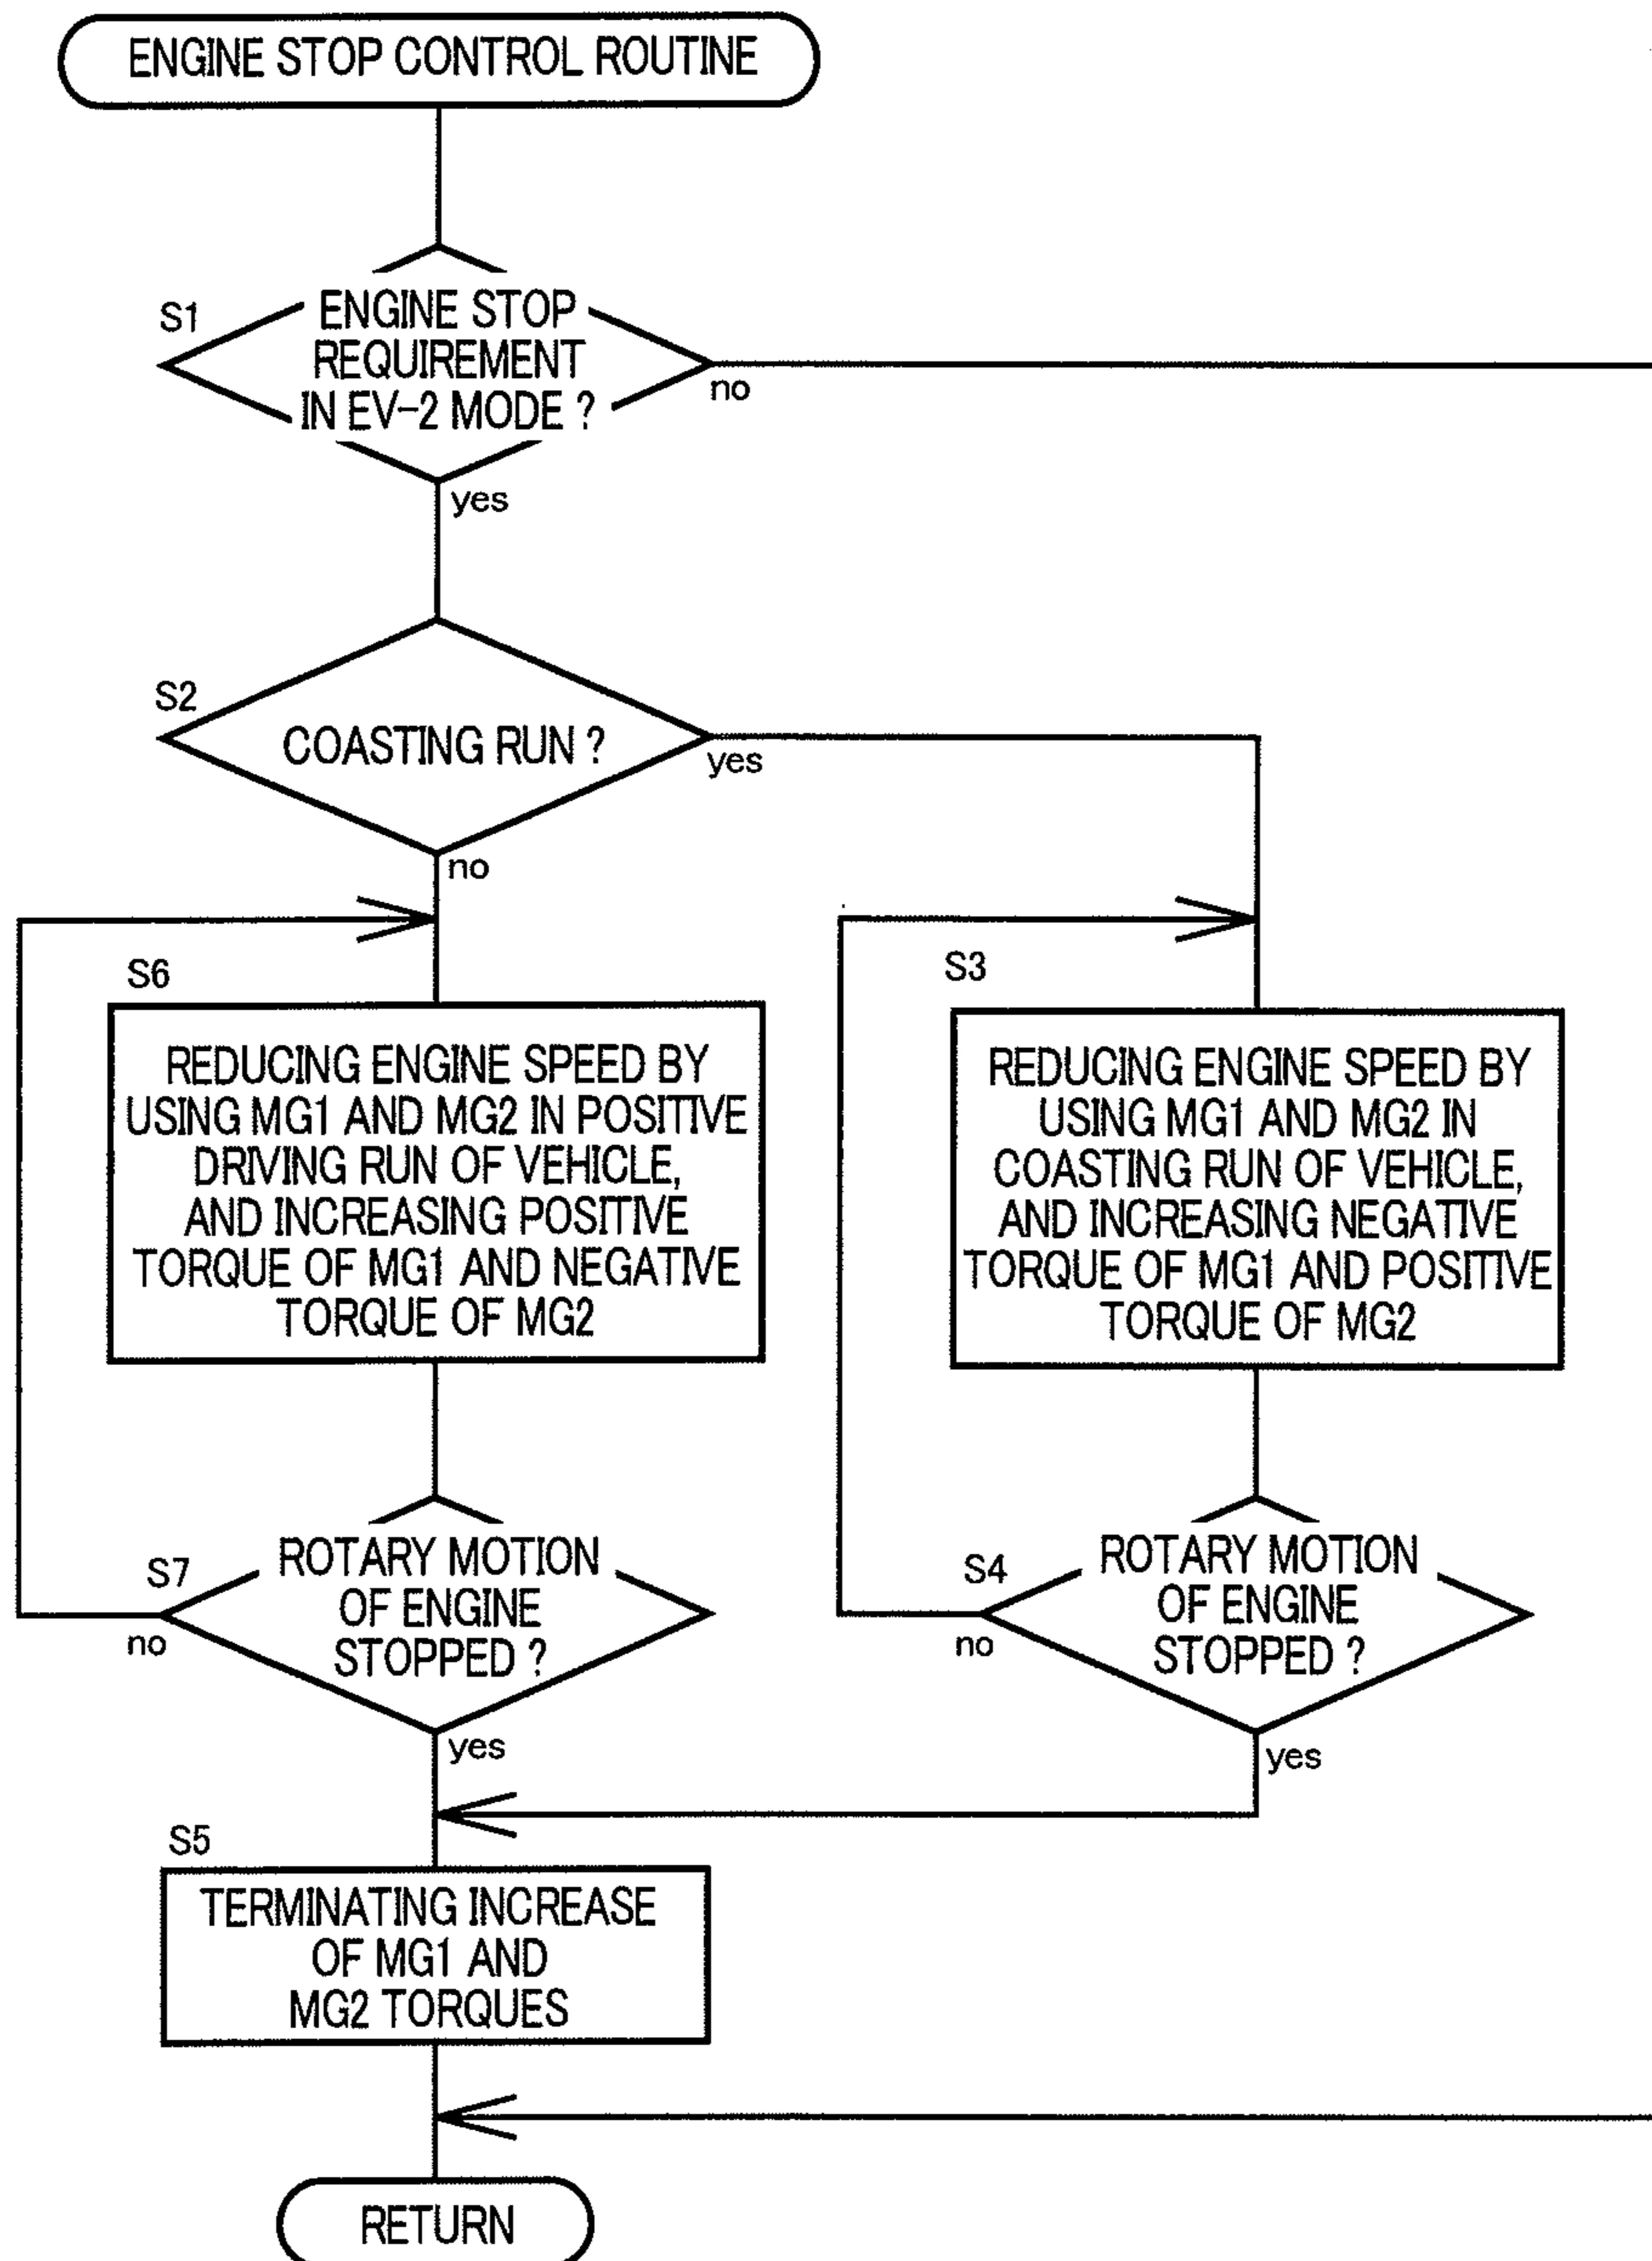 ENGINE STOP CONTROL ROUTINE
S1
ENGINE STOP
REQUIREMENT
IN EV-2 MODE ?
no
yes
S2
COASTING RUN ?
yes
no
S6
REDUCING ENGINE SPEED BY
USING MG1 AND MG2 IN POSITIVE
DRIVING RUN OF VEHICLE,
AND INCREASING POSITIVE
TORQUE OF MG1 AND NEGATIVE
TORQUE OF MG2
S3
REDUCING ENGINE SPEED BY
USING MG1 AND MG2 IN
COASTING RUN OF VEHICLE,
AND INCREASING NEGATIVE
TORQUE OF MG1 AND POSITIVE
TORQUE OF MG2
S7
ROTARY MOTION
OF ENGINE
STOPPED ?
no
yes
S4
ROTARY MOTION
OF ENGINE
STOPPED ?
no
yes
S5
TERMINATING INCREASE
OF MG1 AND
MG2 TORQUES
RETURN